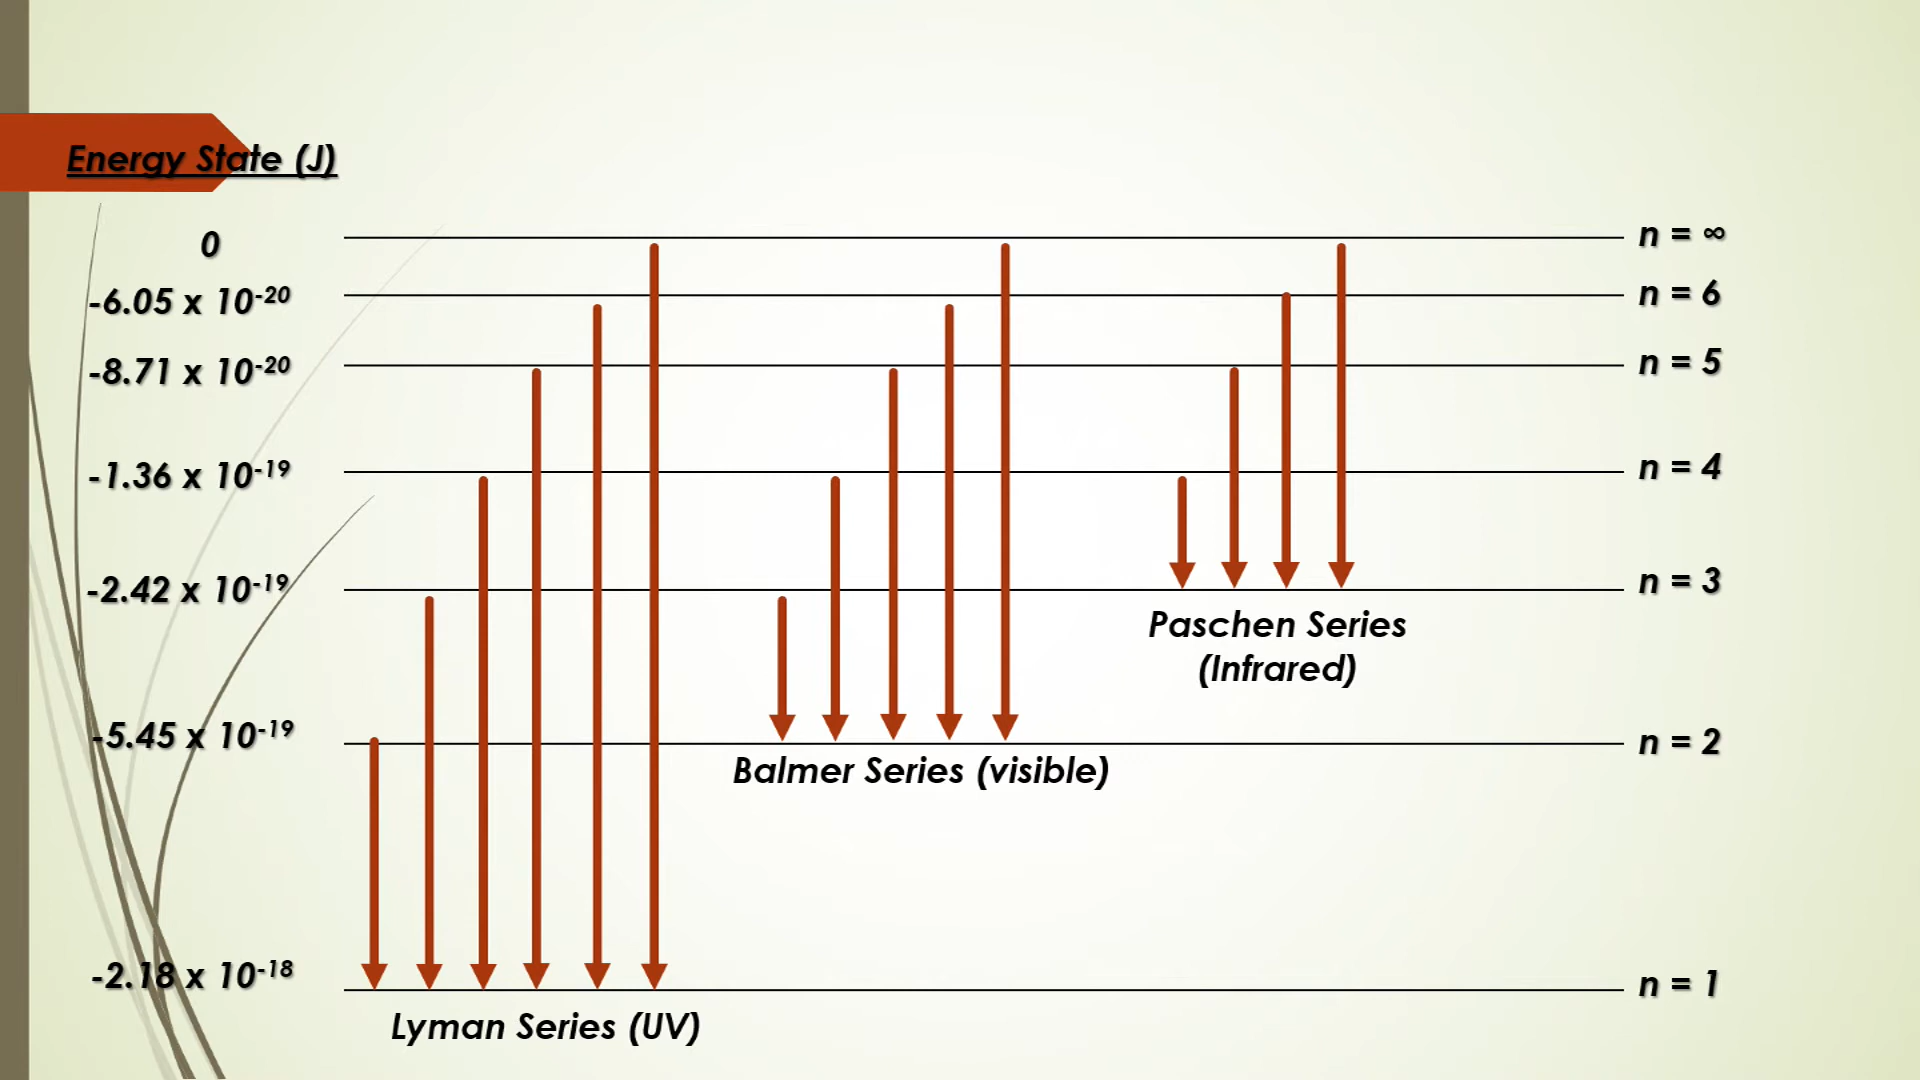 Energy State (J)
0
n = ∞
-6.05 x 10⁻²⁰
n = 6
-8.71 x 10⁻²⁰
n = 5
-1.36 x 10⁻¹⁹
n = 4
-2.42 x 10⁻¹⁹
n = 3
Paschen Series
(Infrared)
-5.45 x 10⁻¹⁹
n = 2
Balmer Series (visible)
-2.18 x 10⁻¹⁸
n = 1
Lyman Series (UV)